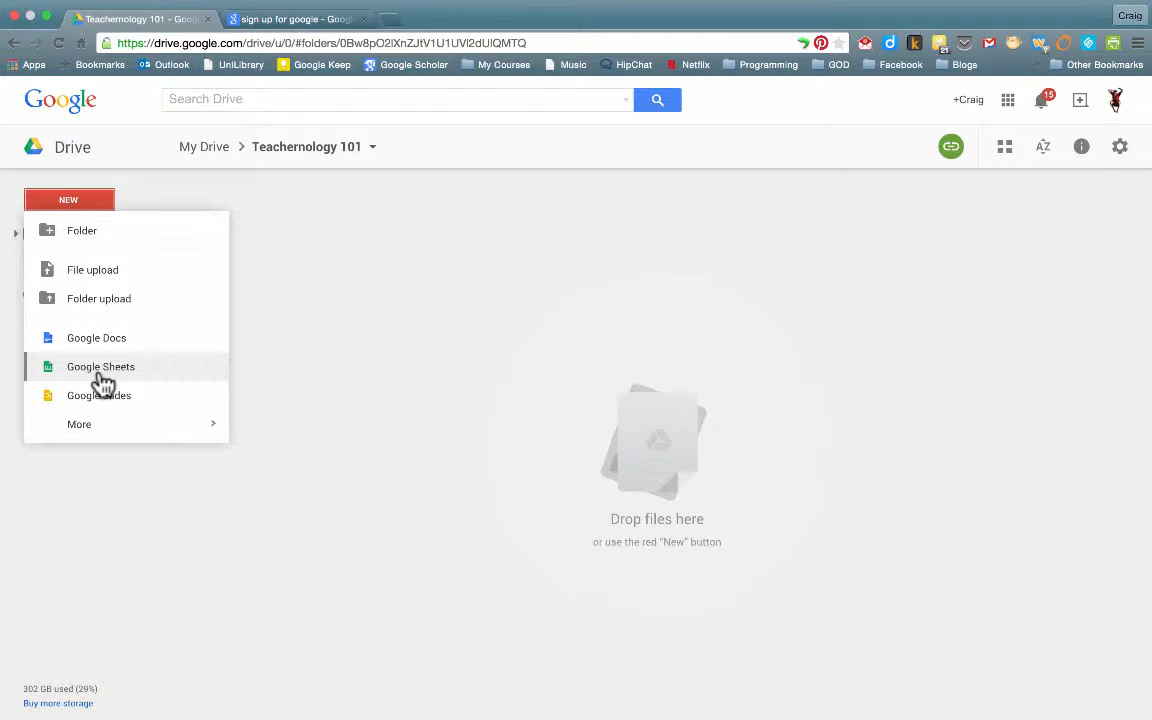 Teachernology 101 - Goo
sign up for google - Goog
Craig
https://drive.google.com/drive/u/0/#folders/0Bw8pO2lXnZJtV1U1UVl2dUlQMTQ
21
Apps Bookmarks Outlook UniLibrary Google Keep Google Scholar My Courses Music HipChat Netflix Programming GOD Facebook Blogs Other Bookmarks
Google
Search Drive
+Craig
15
Drive
My Drive > Teachernology 101
AZ
NEW
Folder
File upload
Folder upload
Google Docs
Google Sheets
Google
More
Drop files here
or use the red "New" button
302 GB used (29%)
Buy more storage